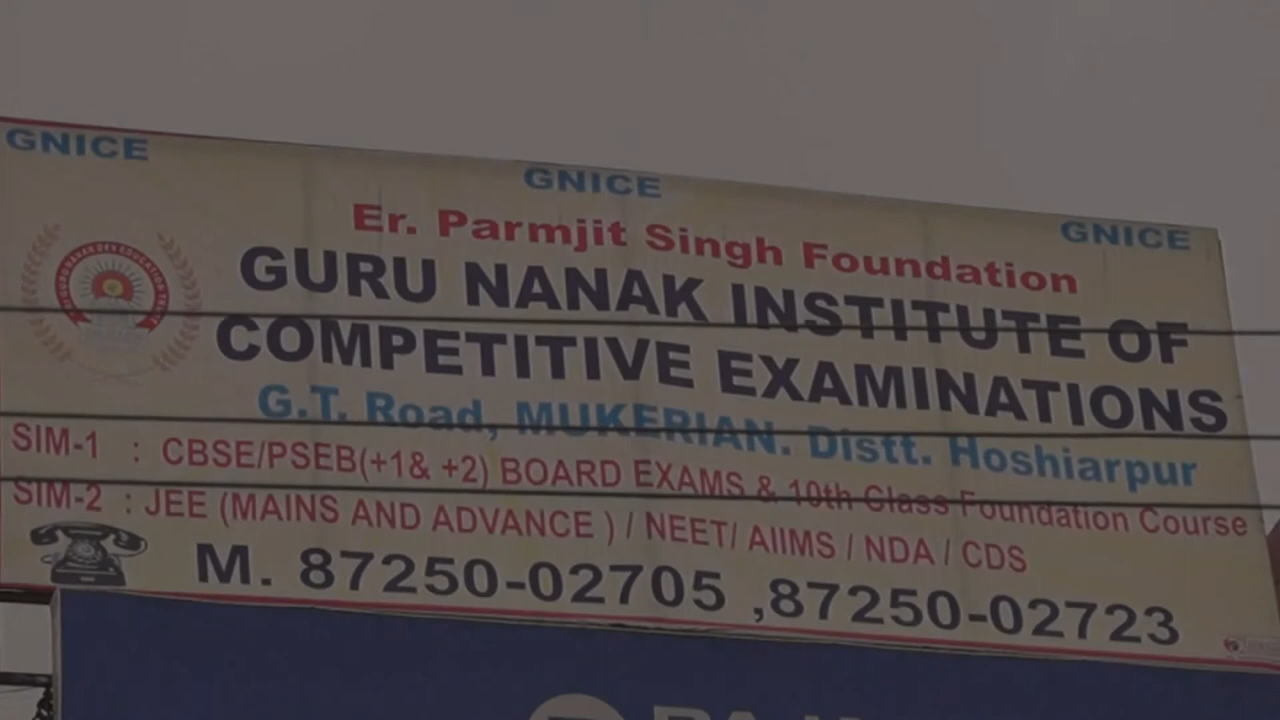 GNICE GNICE GNICE
Er. Parmjit Singh Foundation
GURU NANAK INSTITUTE OF
COMPETITIVE EXAMINATIONS
G.T. Road, MUKERIAN. Distt. Hoshiarpur
SIM-1 : CBSE/PSEB(+1& +2) BOARD EXAMS & 10th Class Foundation Course
SIM-2 : JEE (MAINS AND ADVANCE ) / NEET/ AIIMS / NDA / CDS
M. 87250-02705 ,87250-02723